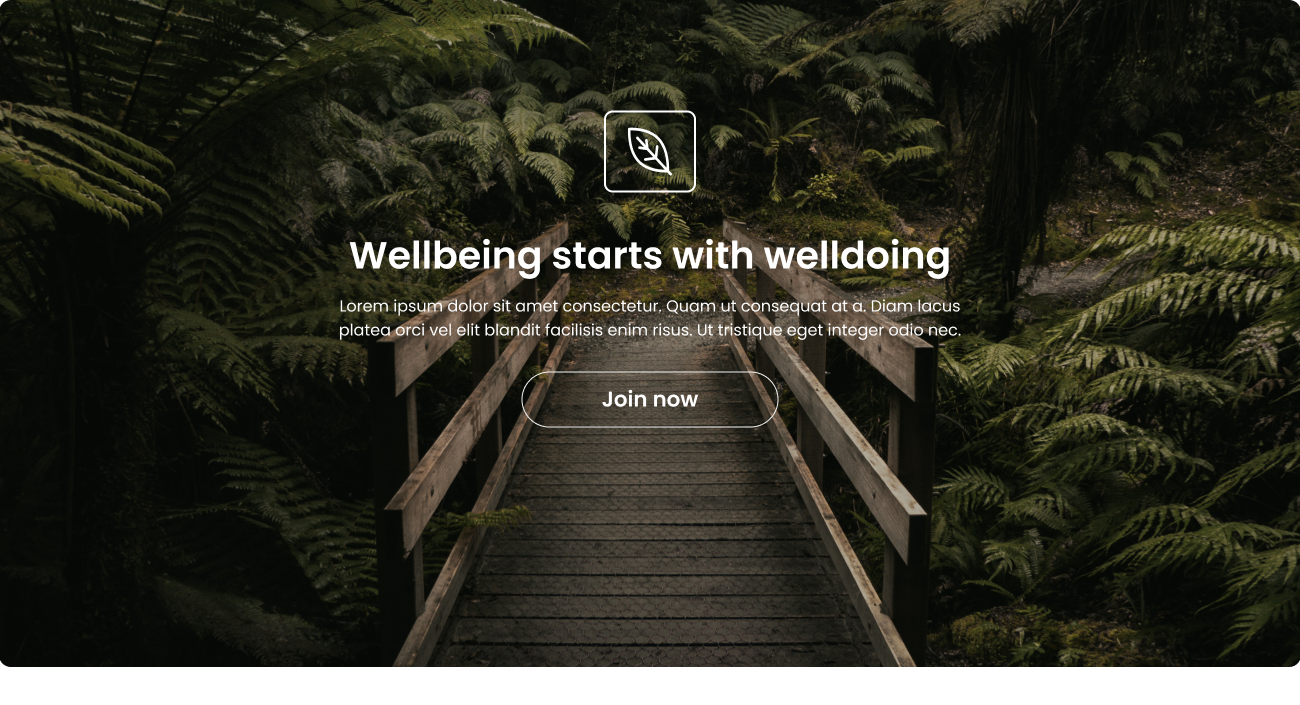 Wellbeing starts with welldoing
Lorem ipsum dolor sit amet consectetur. Quam ut consequat at a. Diam lacus
platea orci vel elit blandit facilisis enim risus. Ut tristique eget integer odio nec.
Join now